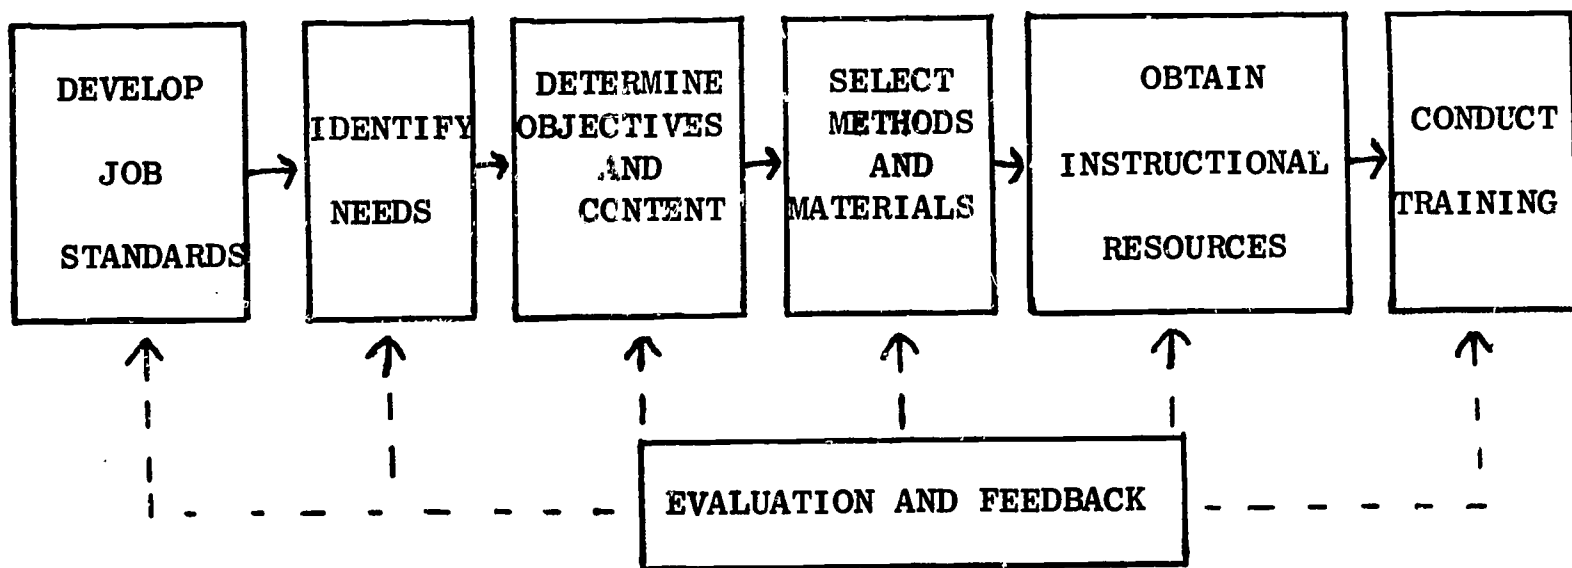 DEVELOP
JOB
STANDARDS
IDENTIFY
NEEDS
DETERMINE
OBJECTIVES
AND
CONTENT
SELECT
METHODS
AND
MATERIALS
OBTAIN
INSTRUCTIONAL
RESOURCES
CONDUCT
TRAINING
EVALUATION AND FEEDBACK